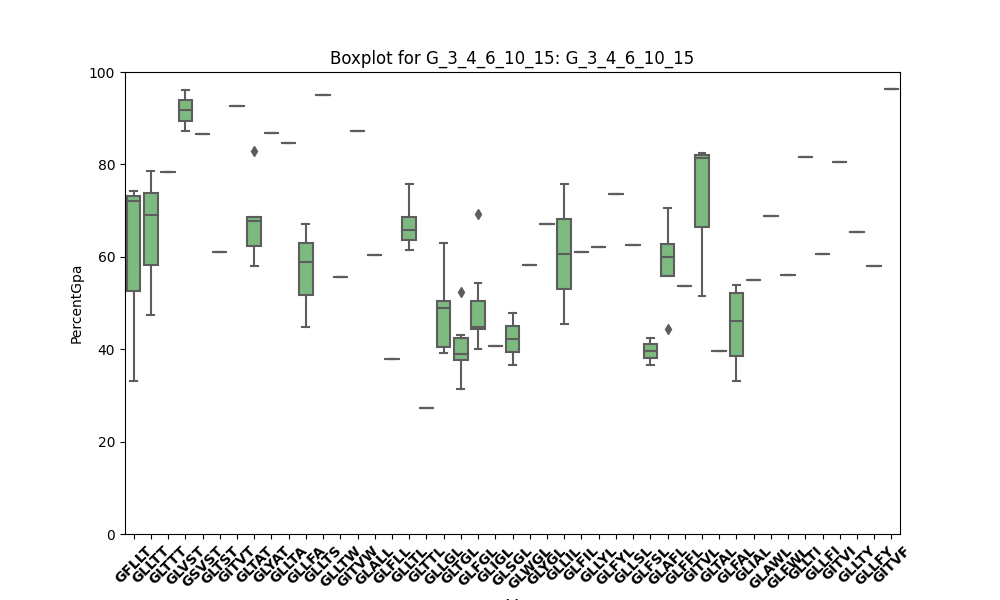 Boxplot for G_3_4_6_10_15: G_3_4_6_10_15
PercentGpa
100
80
60
40
20
0
GFLLT
GLLTT
GLTTT
GLVST
GSVST
GLTST
GITVT
GLTAT
GLYAT
GLLTA
GLLFA
GLLTS
GLLTW
GITVW
GLALL
GLFLL
GLLTL
GLTTL
GLLGL
GLTGL
GLFGL
GLIGL
GLSGL
GLWGL
GLYGL
GLLIL
GLFIL
GLLYL
GLFYL
GLLSL
GLFSL
GLAFL
GLFFL
GITVL
GLTAL
GLFAL
GLIAL
GLAWL
GLFWL
GLLTI
GLLFI
GITVI
GLLTY
GLLFY
GITVF